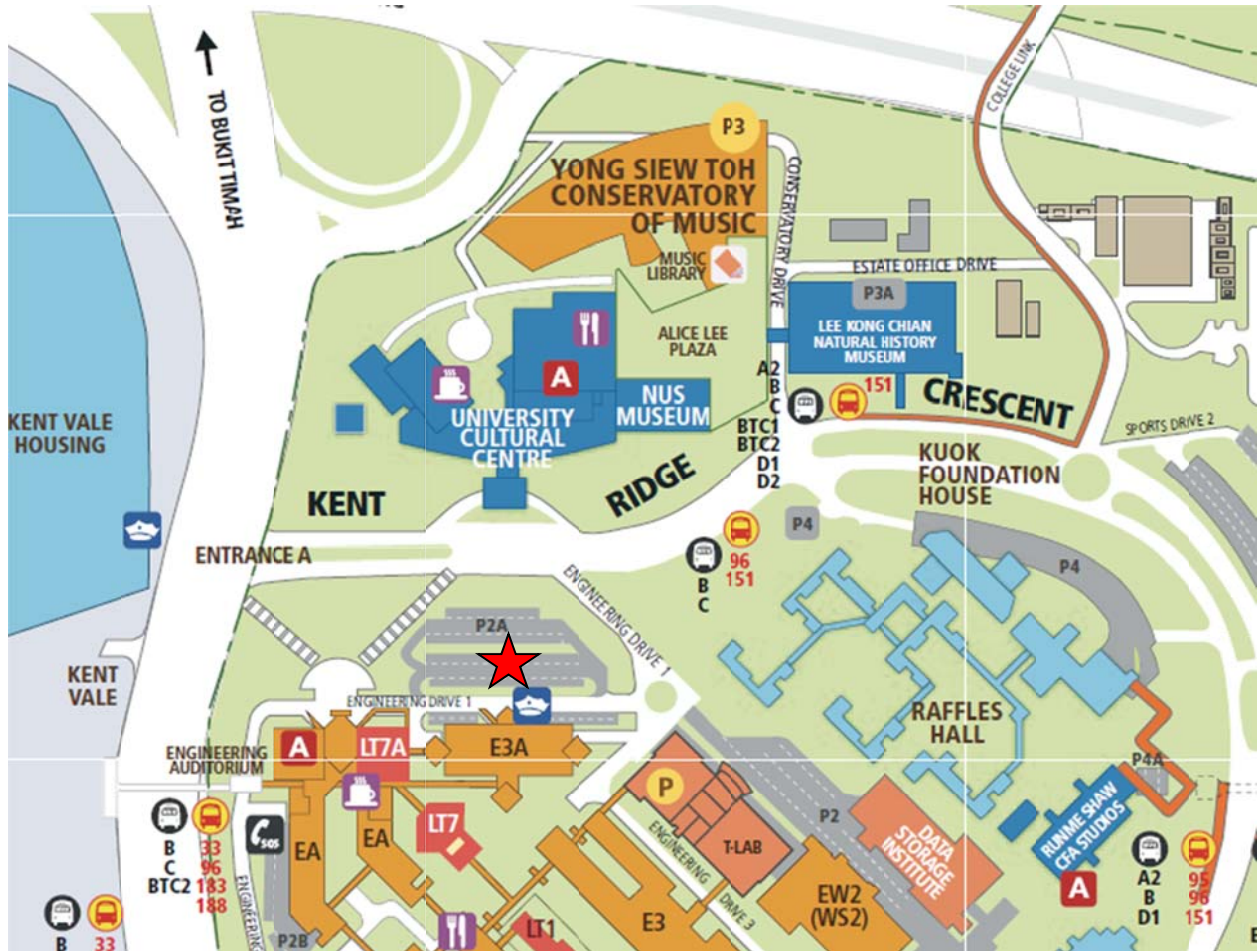 TO BUKIT TIMAH
COLLEGE LINK
P3
YONG SIEW TOH
CONSERVATORY
OF MUSIC
CONSERVATORY DRIVE
MUSIC
LIBRARY
ESTATE OFFICE DRIVE
P3A
LEE KONG CHIAN
NATURAL HISTORY
MUSEUM
ALICE LEE
PLAZA
A
NUS
MUSEUM
UNIVERSITY
CULTURAL
CENTRE
A2
B
C
BTC1
BTC2
D1
D2
151
KENT RIDGE CRESCENT
SPORTS DRIVE 2
KENT VALE
HOUSING
KUOK
FOUNDATION
HOUSE
ENTRANCE A
P4
96
151
B
C
P4
ENGINEERING DRIVE 1
P2A
KENT
VALE
ENGINEERING DRIVE 1
RAFFLES
HALL
ENGINEERING
AUDITORIUM
A
LT7A
E3A
P4A
P
P2
DATA
STORAGE
INSTITUTE
RUNME SHAW
CFA STUDIOS
B
C
BTC2
33
96
183
188
SOS
EA
EA
LT7
T-LAB
ENGINEERING
DRIVE 3
EW2
(WS2)
A
A2
B
D1
95
96
151
ENGINEERING
P2B
LT1
E3
B
33